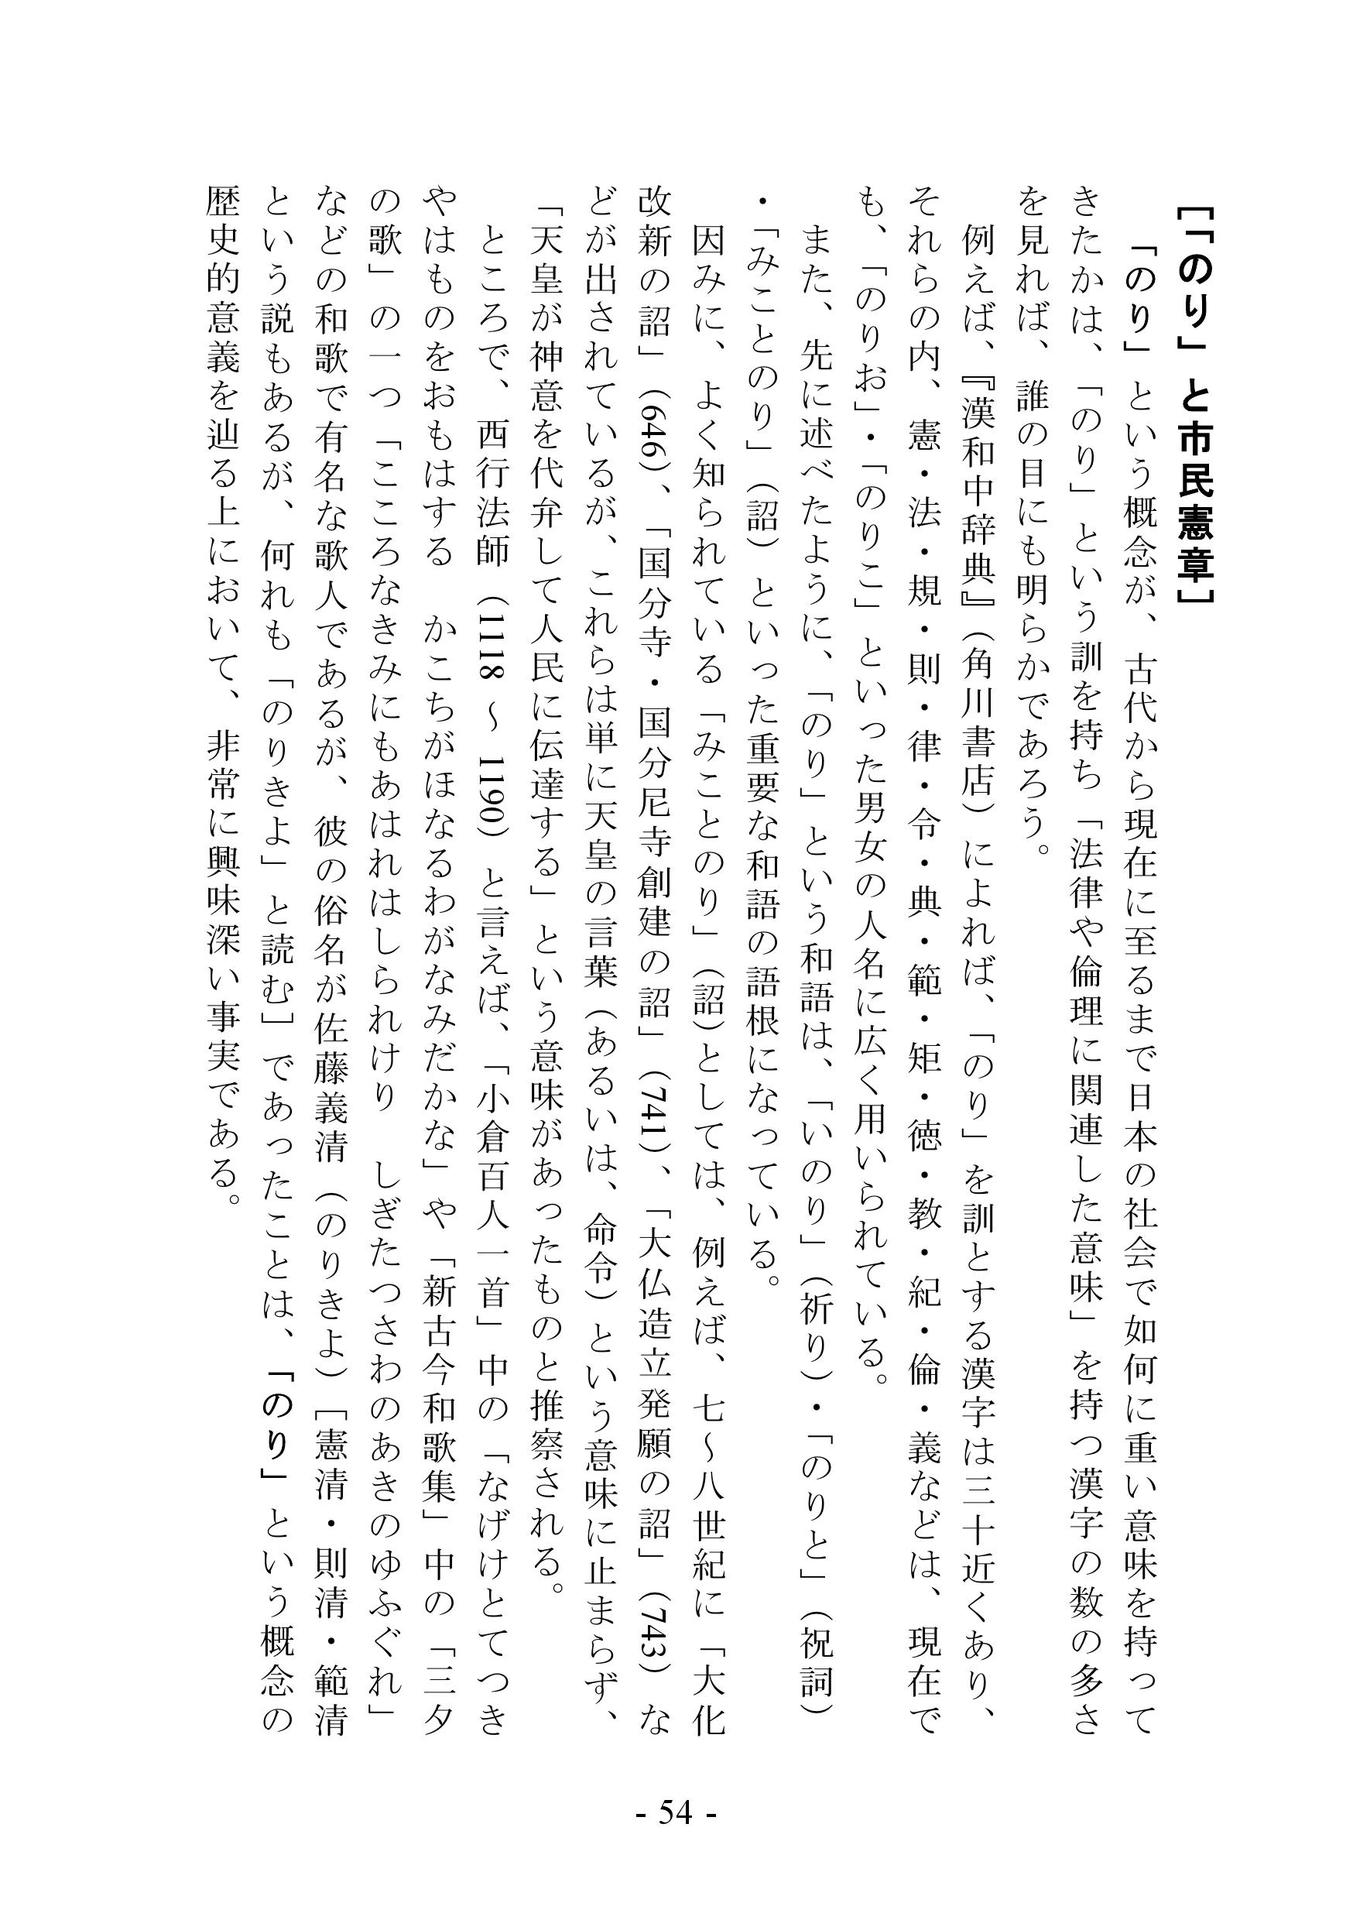 [「のり」と市民憲章]
「のり」という概念が、古代から現在に至るまで日本の社会で如何に重い意味を持って
きたかは、「のり」という訓を持ち「法律や倫理に関連した意味」を持つ漢字の数の多さ
を見れば、誰の目にも明らかであろう。
例えば、『漢和中辞典』（角川書店）によれば、「のり」を訓とする漢字は三十近くあり、
それらの内、憲・法・規・則・律・令・典・範・矩・徳・教・紀・倫・義などは、現在で
も、「のりお」・「のりこ」といった男女の人名に広く用いられている。
また、先に述べたように、「のり」という和語は、「いのり」（祈り）・「のりと」（祝詞）
・「みことのり」（詔）といった重要な和語の語根になっている。
因みに、よく知られている「みことのり」（詔）としては、例えば、七～八世紀に「大化
改新の詔」（646）、「国分寺・国分尼寺創建の詔」（741）、「大仏造立発願の詔」（743）な
どが出されているが、これらは単に天皇の言葉（あるいは、命令）という意味に止まらず、
「天皇が神意を代弁して人民に伝達する」という意味があったものと推察される。
ところで、西行法師（1118 ～ 1190）と言えば、「小倉百人一首」中の「なげけとてつき
やはものをおもはする　かこちがほなるわがなみだかな」や「新古今和歌集」中の「三夕
の歌」の一つ「こころなきみにもあはれはしられけり　しぎたつさわのあきのゆふぐれ」
などの和歌で有名な歌人であるが、彼の俗名が佐藤義清（のりきよ）[憲清・則清・範清
という説もあるが、何れも「のりきよ」と読む]であったことは、「のり」という概念の
歴史的意義を辿る上において、非常に興味深い事実である。
- 54 -